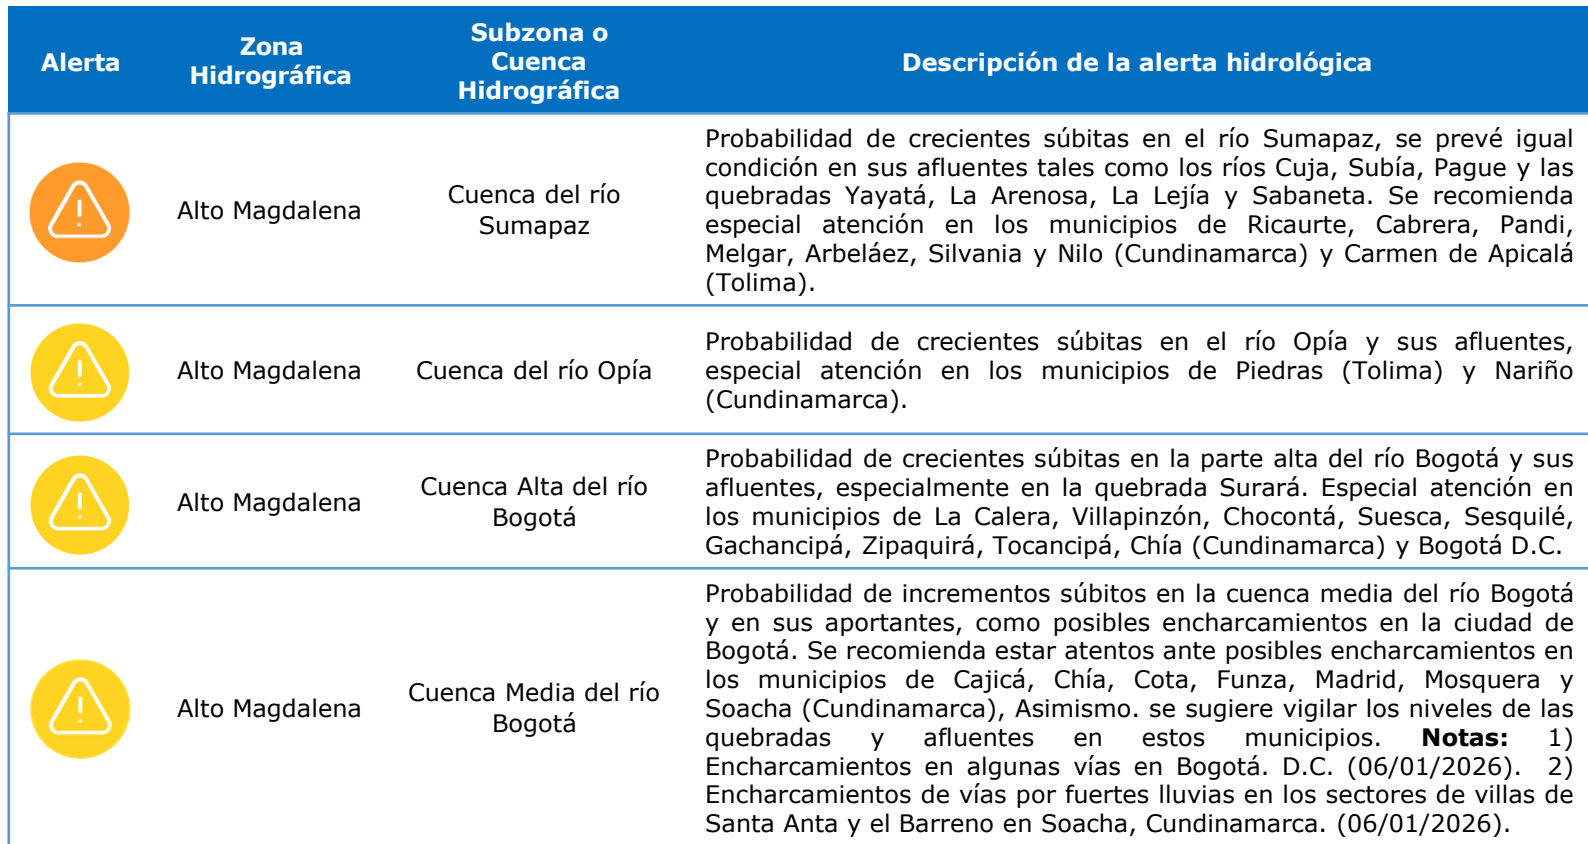 Alerta
Zona
Hidrográfica
Subzona o
Cuenca
Hidrográfica
Descripción de la alerta hidrológica
Alto Magdalena
Cuenca del río
Sumapaz
Probabilidad de crecientes súbitas en el río Sumapaz, se prevé igual
condición en sus afluentes tales como los ríos Cuja, Subía, Pague y las
quebradas Yayatá, La Arenosa, La Lejía y Sabaneta. Se recomienda
especial atención en los municipios de Ricaurte, Cabrera, Pandi,
Melgar, Arbeláez, Silvania y Nilo (Cundinamarca) y Carmen de Apicalá
(Tolima).
Alto Magdalena
Cuenca del río Opía
Probabilidad de crecientes súbitas en el río Opía y sus afluentes,
especial atención en los municipios de Piedras (Tolima) y Nariño
(Cundinamarca).
Alto Magdalena
Cuenca Alta del río
Bogotá
Probabilidad de crecientes súbitas en la parte alta del río Bogotá y sus
afluentes, especialmente en la quebrada Surará. Especial atención en
los municipios de La Calera, Villapinzón, Chocontá, Suesca, Sesquilé,
Gachancipá, Zipaquirá, Tocancipá, Chía (Cundinamarca) y Bogotá D.C.
Alto Magdalena
Cuenca Media del río
Bogotá
Probabilidad de incrementos súbitos en la cuenca media del río Bogotá
y en sus aportantes, como posibles encharcamientos en la ciudad de
Bogotá. Se recomienda estar atentos ante posibles encharcamientos en
los municipios de Cajicá, Chía, Cota, Funza, Madrid, Mosquera y
Soacha (Cundinamarca), Asimismo. se sugiere vigilar los niveles de las
quebradas y afluentes en estos municipios. Notas: 1)
Encharcamientos en algunas vías en Bogotá. D.C. (06/01/2026). 2)
Encharcamientos de vías por fuertes lluvias en los sectores de villas de
Santa Anta y el Barreno en Soacha, Cundinamarca. (06/01/2026).